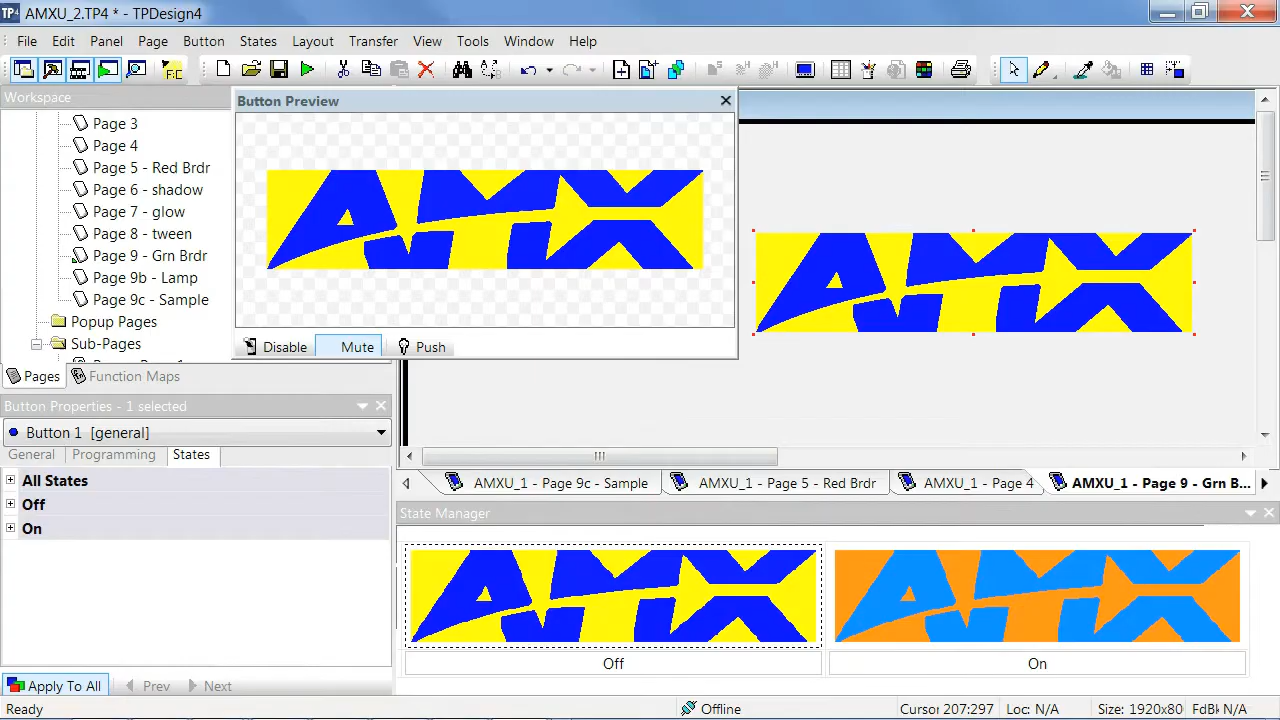 AMXU_2.TP4 * - TPDesign4
File Edit Panel Page Button States Layout Transfer View Tools Window Help
Workspace
Page 3
Page 4
Page 5 - Red Brdr
Page 6 - shadow
Page 7 - glow
Page 8 - tween
Page 9 - Grn Brdr
Page 9b - Lamp
Page 9c - Sample
Popup Pages
Sub-Pages
Pages Function Maps
Button Preview
AMX
Disable Mute Push
AMX
Button Properties - 1 selected
Button 1 [general]
General Programming States
All States
Off
On
Apply To All Prev Next
AMXU_1 - Page 9c - Sample AMXU_1 - Page 5 - Red Brdr AMXU_1 - Page 4 AMXU_1 - Page 9 - Grn B...
State Manager
AMX AMX
Off On
Ready Offline Cursor 207:297 Loc: N/A Size: 1920x80 FdBk N/A